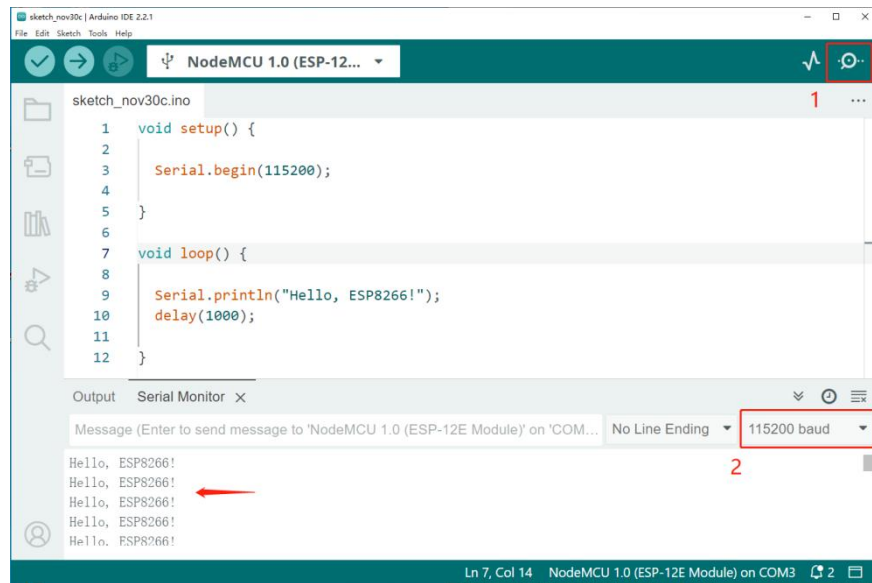 sketch_nov30c | Arduino IDE 2.2.1
File Edit Sketch Tools Help
NodeMCU 1.0 (ESP-12...
1
sketch_nov30c.ino
1 void setup() {
2
3 Serial.begin(115200);
4
5 }
6
7 void loop() {
8
9 Serial.println("Hello, ESP8266!");
10 delay(1000);
11
12 }
Output Serial Monitor
Message (Enter to send message to 'NodeMCU 1.0 (ESP-12E Module)' on 'COM... No Line Ending 115200 baud
2
Hello, ESP8266!
Hello, ESP8266!
Hello, ESP8266!
Hello, ESP8266!
Hello, ESP8266!
Ln 7, Col 14 NodeMCU 1.0 (ESP-12E Module) on COM3 2